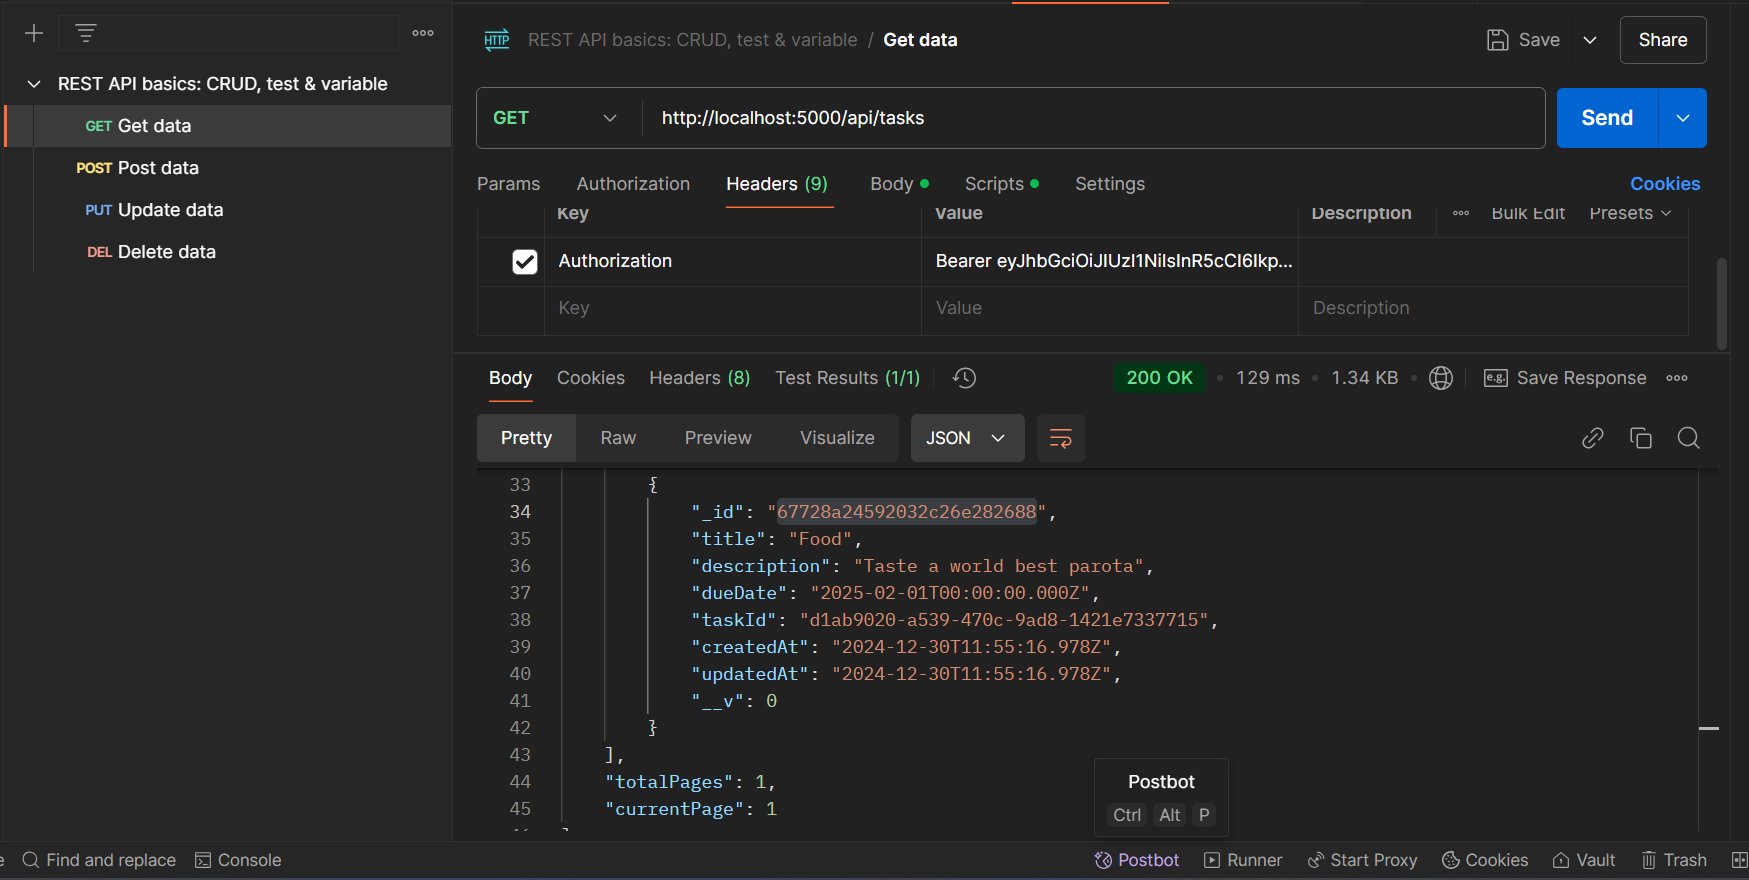 HTTP REST API basics: CRUD, test & variable / Get data
Save
Share
REST API basics: CRUD, test & variable
GET Get data
POST Post data
PUT Update data
DEL Delete data
GET http://localhost:5000/api/tasks
Send
Params Authorization Headers (9) Body Scripts Settings Cookies
Key Value Description Bulk Edit Presets
Authorization Bearer eyJhbGciOiJIUzI1NiIsInR5cCI6Ikp...
Key Value Description
Body Cookies Headers (8) Test Results (1/1) 200 OK 129 ms 1.34 KB e.g. Save Response
Pretty Raw Preview Visualize JSON
33 {
34 "_id": "67728a24592032c26e282688",
35 "title": "Food",
36 "description": "Taste a world best parota",
37 "dueDate": "2025-02-01T00:00:00.000Z",
38 "taskId": "d1ab9020-a539-470c-9ad8-1421e7337715",
39 "createdAt": "2024-12-30T11:55:16.978Z",
40 "updatedAt": "2024-12-30T11:55:16.978Z",
41 "__v": 0
42 }
43 ],
44 "totalPages": 1,
45 "currentPage": 1
Postbot
Ctrl Alt P
Find and replace Console Postbot Runner Start Proxy Cookies Vault Trash